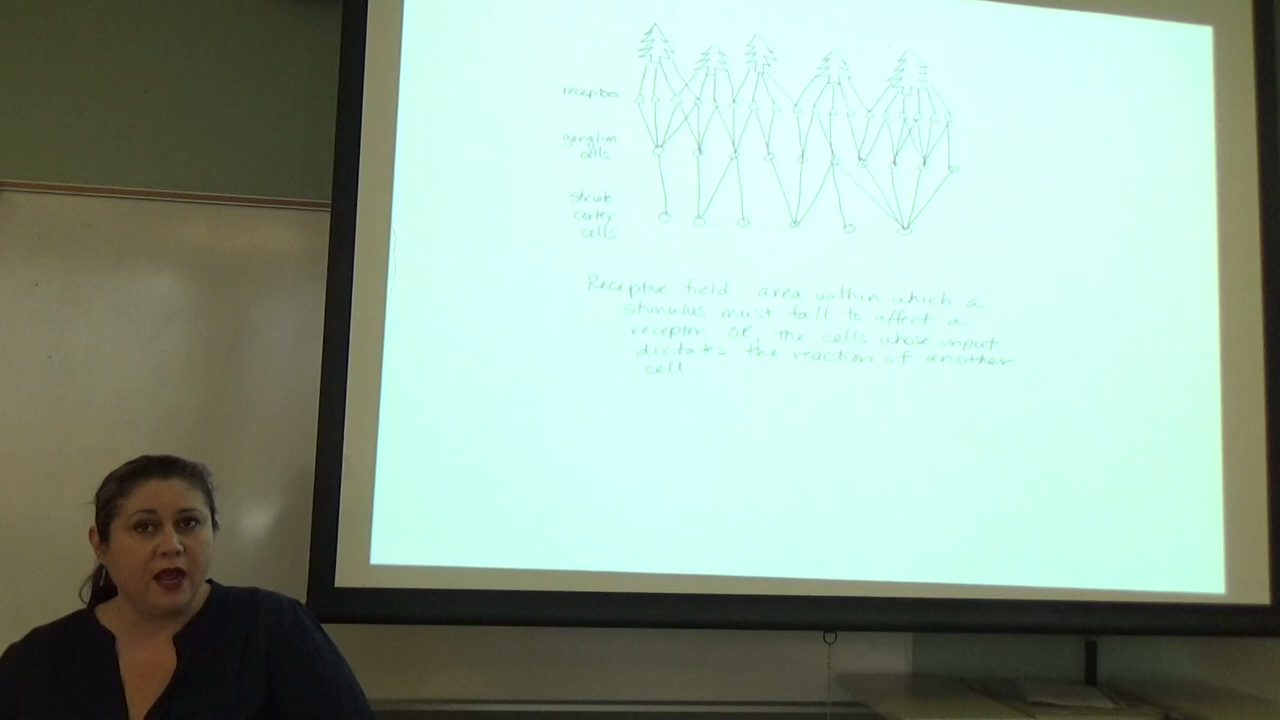 receptors
ganglion
cells
striate
cortex
cells
Receptive field: area within which a
stimulus must fall to affect a
receptor OR, the cells whose input
dictates the reaction of another
cell